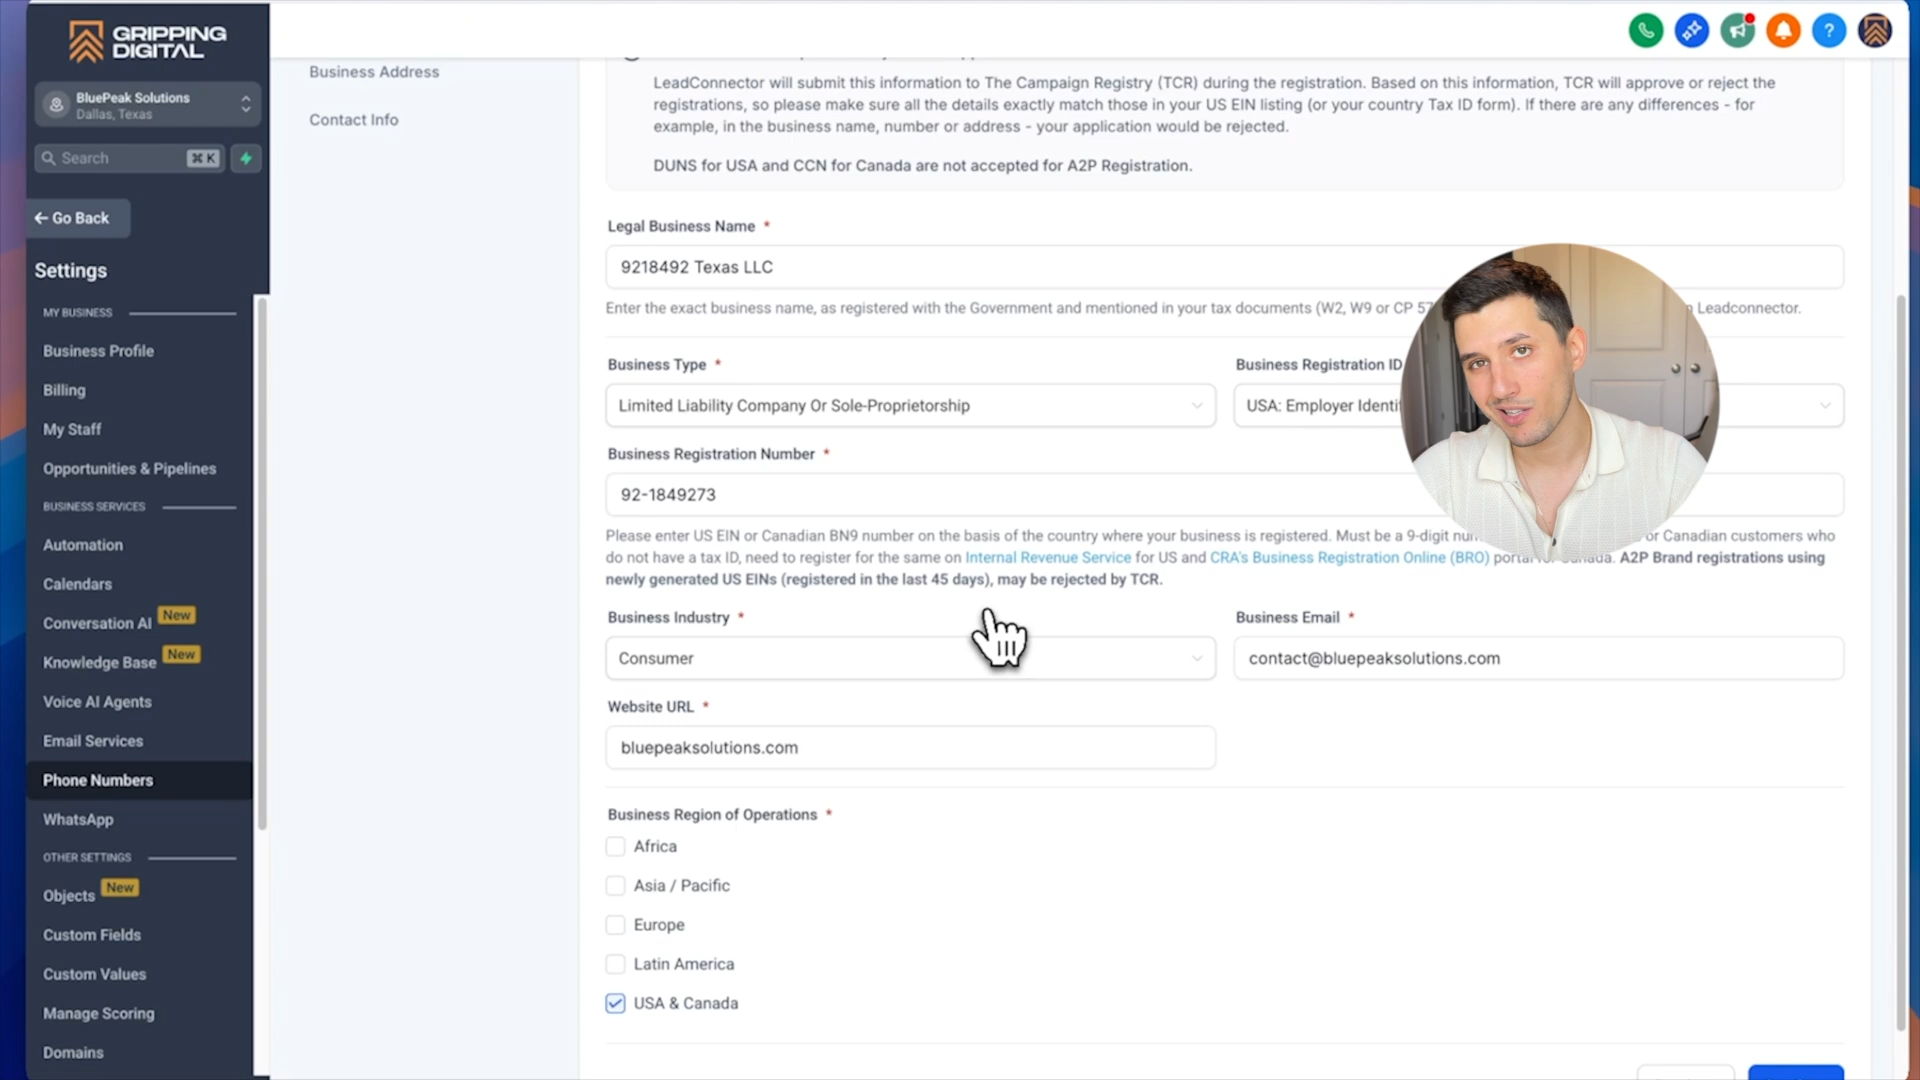 GRIPPING
DIGITAL
BluePeak Solutions
Dallas, Texas
Search
⌘ K
← Go Back
Settings
MY BUSINESS
Business Profile
Billing
My Staff
Opportunities & Pipelines
BUSINESS SERVICES
Automation
Calendars
Conversation AI New
Knowledge Base New
Voice AI Agents
Email Services
Phone Numbers
WhatsApp
OTHER SETTINGS
Objects New
Custom Fields
Custom Values
Manage Scoring
Domains
Business Address
Contact Info
LeadConnector will submit this information to The Campaign Registry (TCR) during the registration. Based on this information, TCR will approve or reject the
registrations, so please make sure all the details exactly match those in your US EIN listing (or your country Tax ID form). If there are any differences - for
example, in the business name, number or address - your application would be rejected.
DUNS for USA and CCN for Canada are not accepted for A2P Registration.
Legal Business Name *
9218492 Texas LLC
Enter the exact business name, as registered with the Government and mentioned in your tax documents (W2, W9 or CP 57 Leadconnector.
Business Type *
Limited Liability Company Or Sole-Proprietorship
Business Registration ID
USA: Employer
Business Registration Number *
92-1849273
Please enter US EIN or Canadian BN9 number on the basis of the country where your business is registered. Must be a 9-digit or Canadian customers who
do not have a tax ID, need to register for the same on Internal Revenue Service for US and CRA's Business Registration Online (BRO) portal for Canada. A2P Brand registrations using
newly generated US EINs (registered in the last 45 days), may be rejected by TCR.
Business Industry *
Consumer
Business Email *
contact@bluepeaksolutions.com
Website URL *
bluepeaksolutions.com
Business Region of Operations *
Africa
Asia / Pacific
Europe
Latin America
USA & Canada